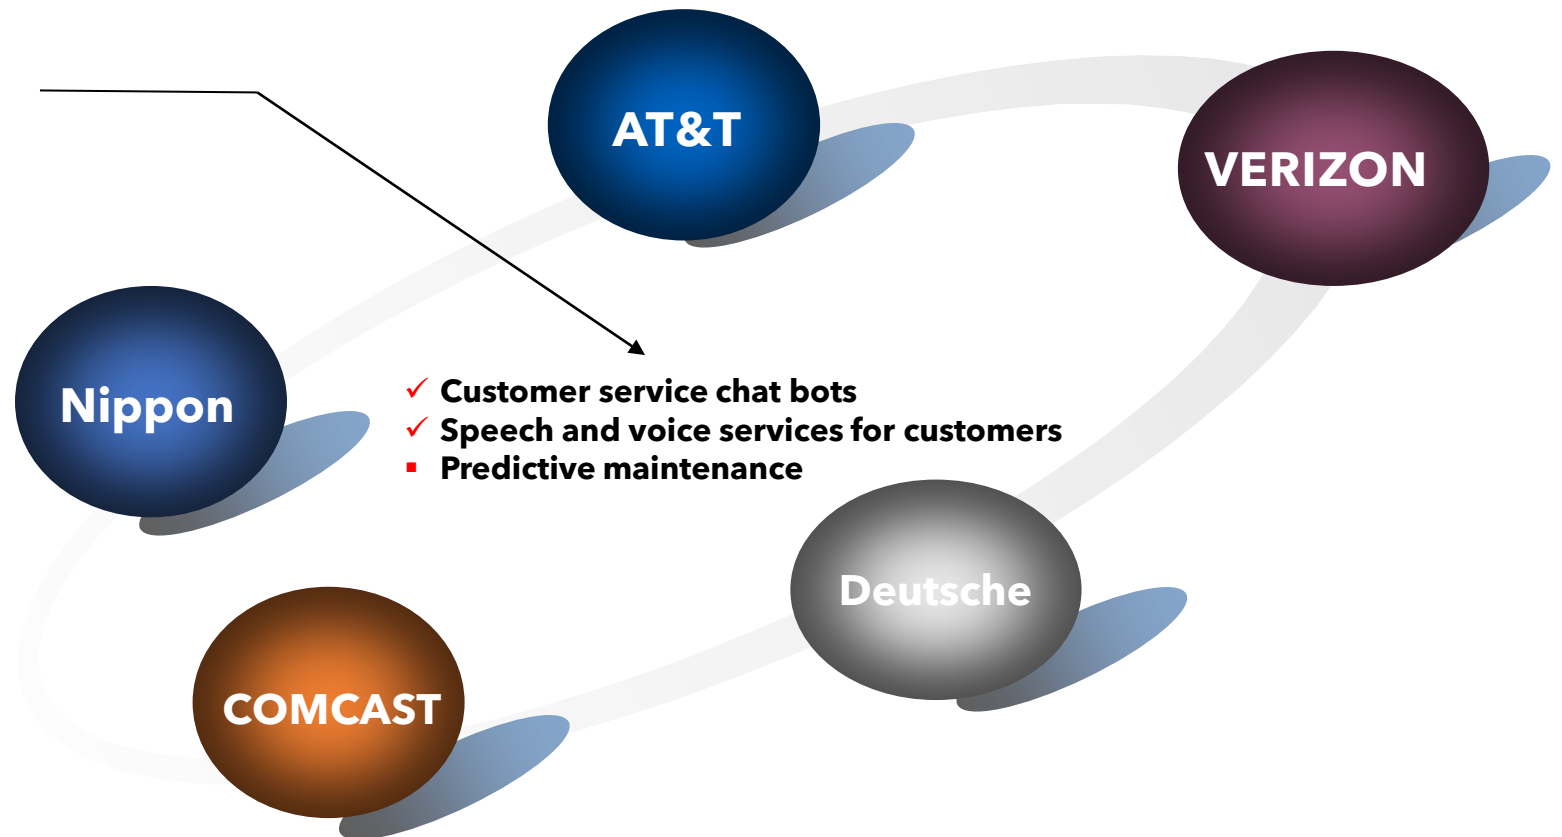 AT&T
VERIZON
Nippon
✓ Customer service chat bots
✓ Speech and voice services for customers
▪ Predictive maintenance
Deutsche
COMCAST